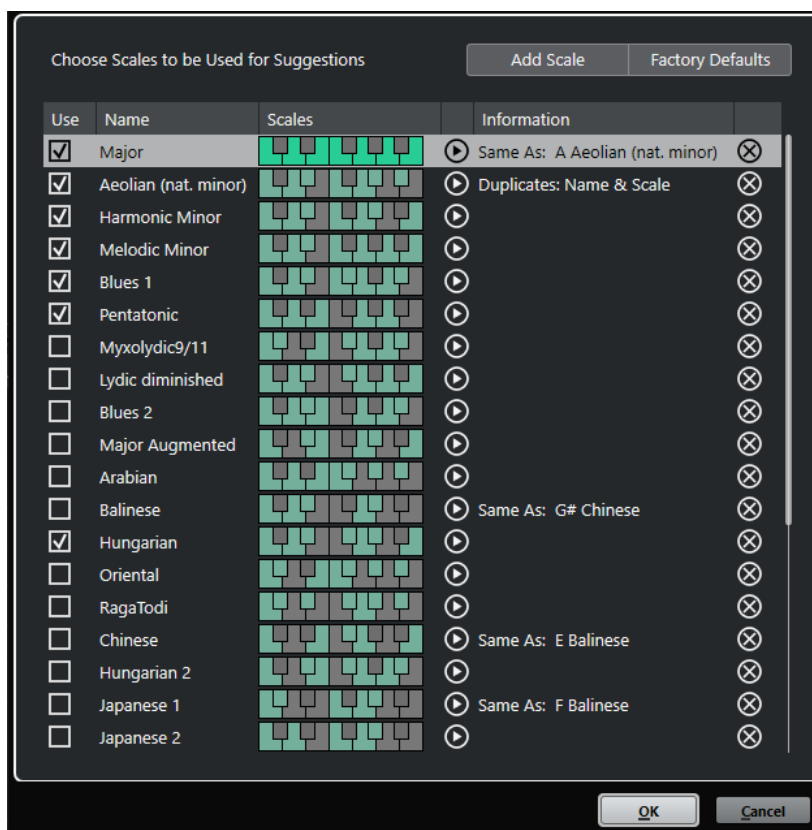 Choose Scales to be Used for Suggestions Add Scale Factory Defaults
Use Name Scales Information
Major Same As: A Aeolian (nat. minor)
Aeolian (nat. minor) Duplicates: Name & Scale
Harmonic Minor
Melodic Minor
Blues 1
Pentatonic
Myxolydic9/11
Lydic diminished
Blues 2
Major Augmented
Arabian
Balinese Same As: G# Chinese
Hungarian
Oriental
RagaTodi
Chinese Same As: E Balinese
Hungarian 2
Japanese 1 Same As: F Balinese
Japanese 2
OK Cancel